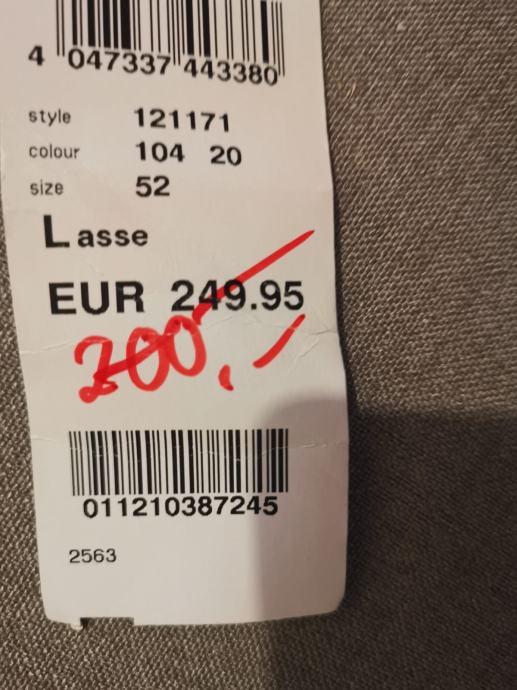 4 047337 443380
style 121171
colour 104 20
size 52
Lasse
EUR 249.95
200,-
011210387245
2563